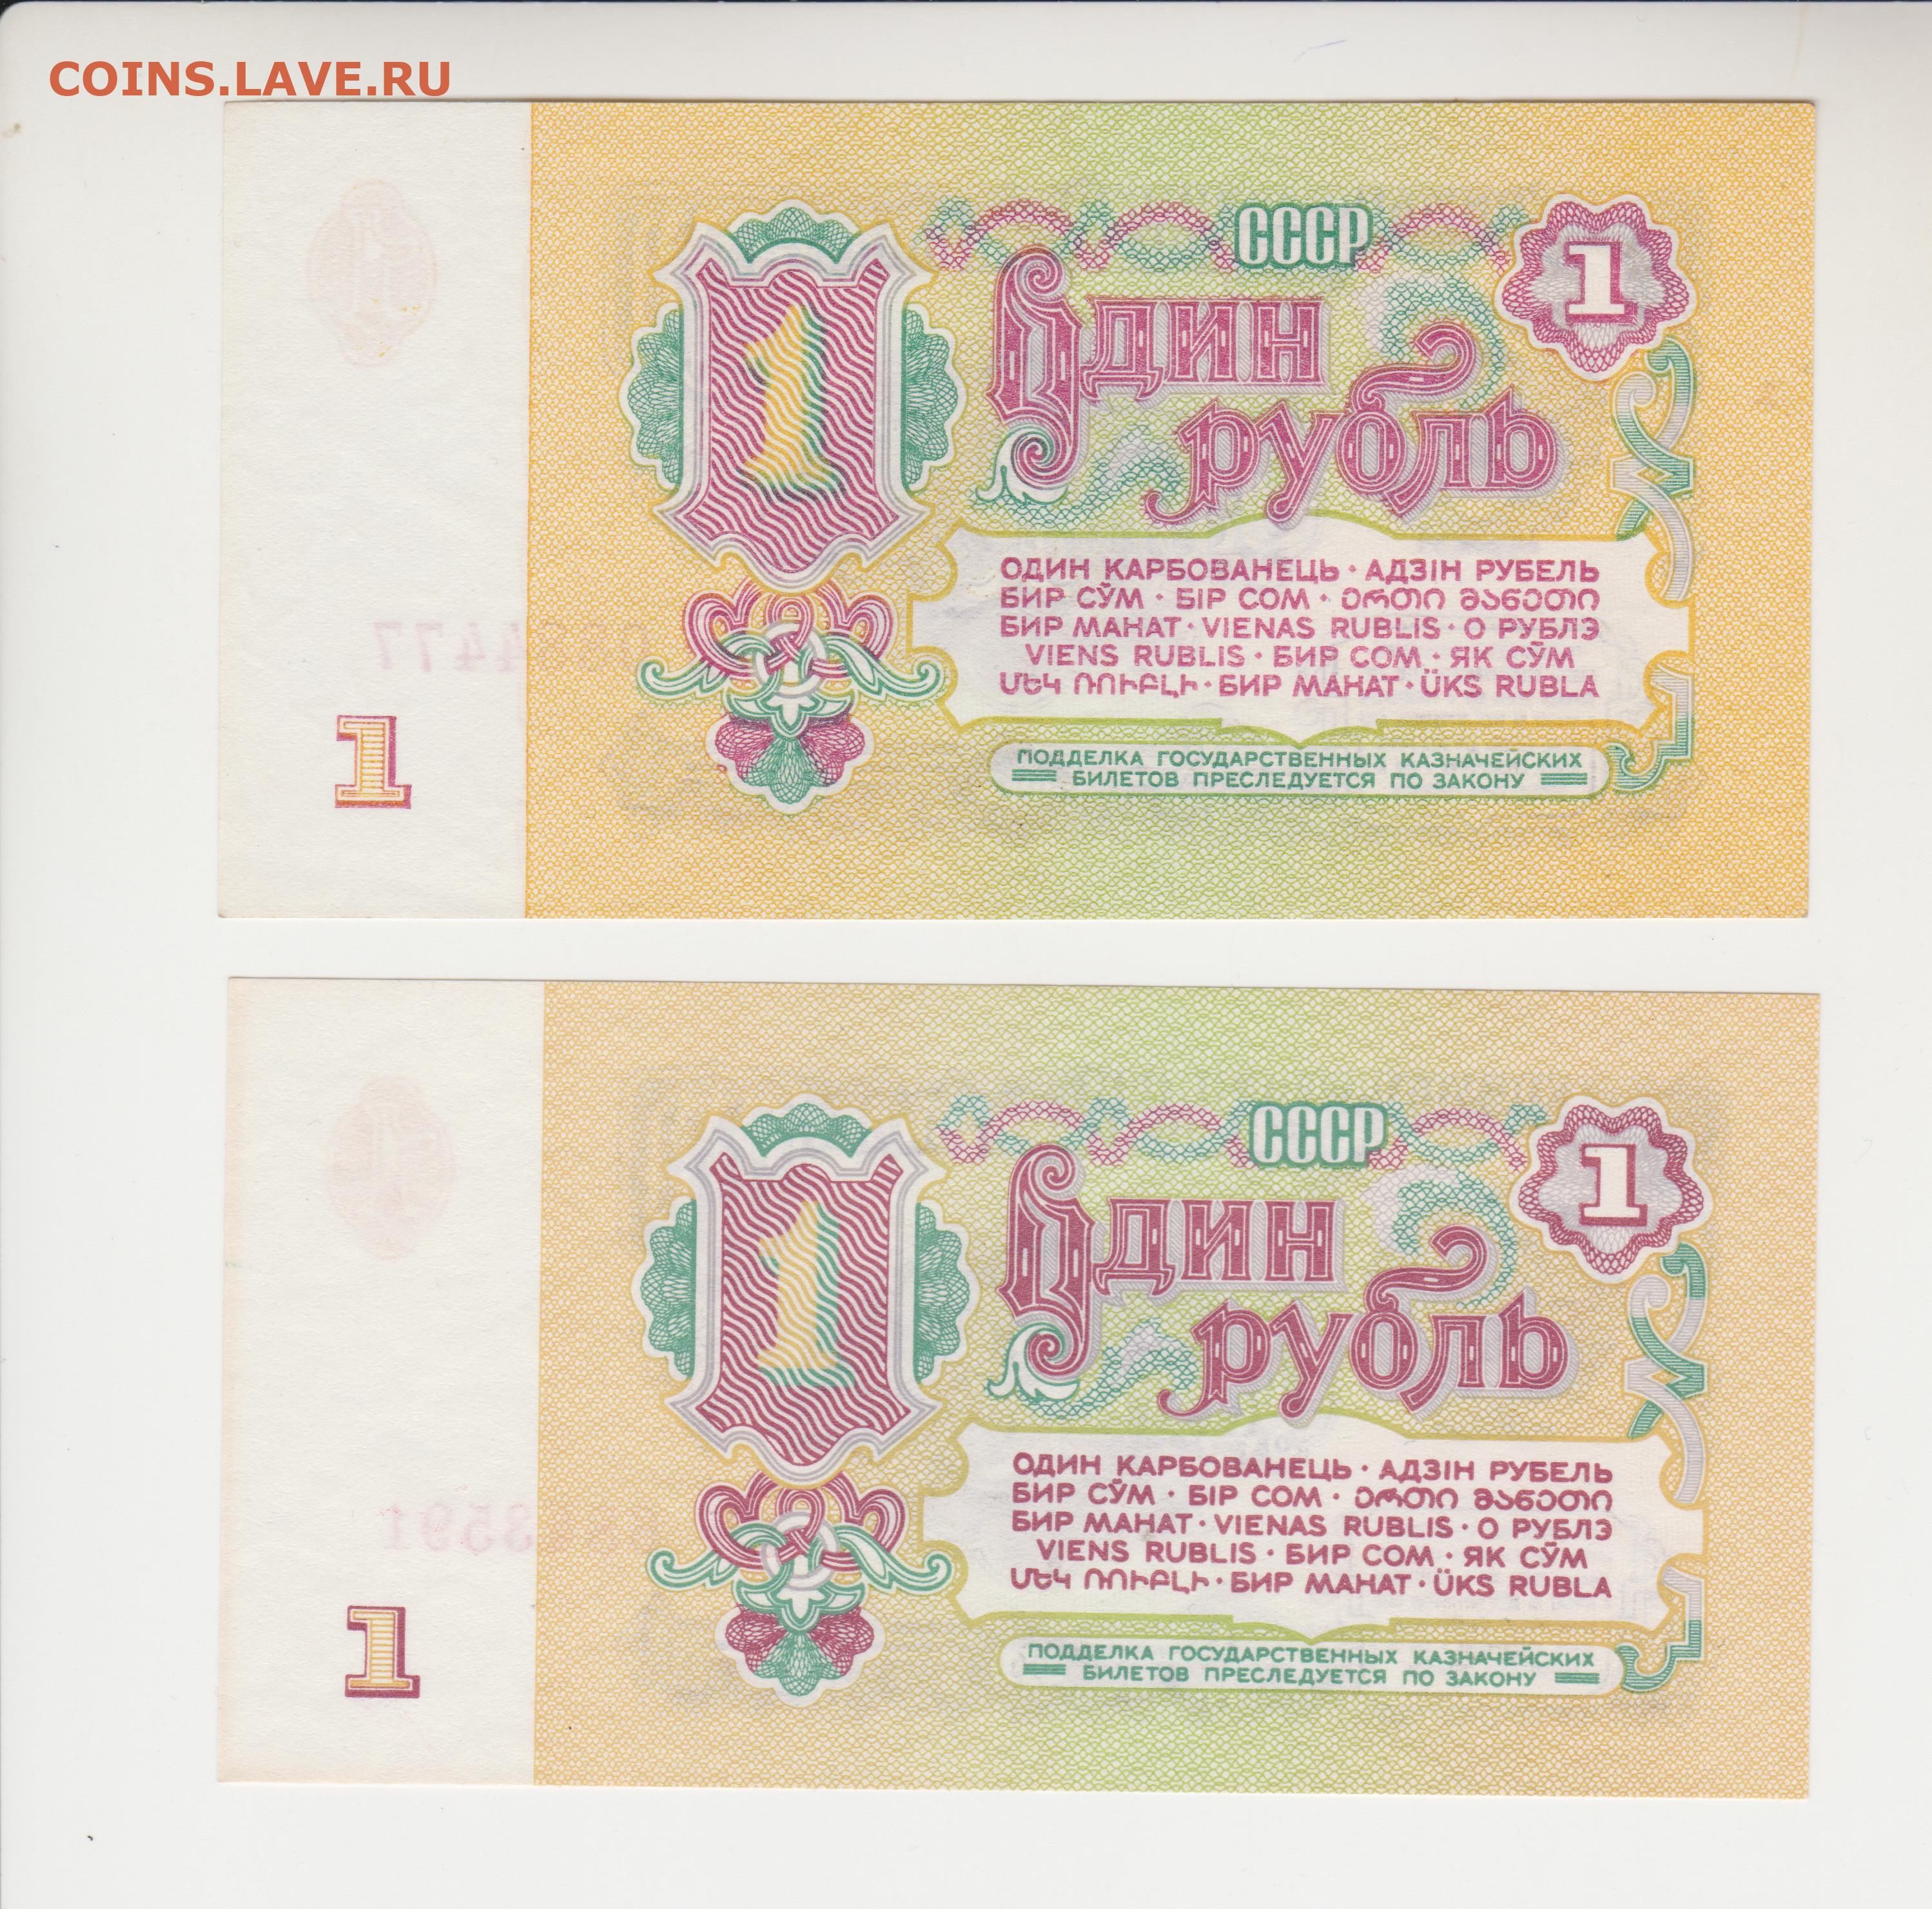 COINS.LAVE.RU
СССР
1
1
Один
рубль
ОДИН КАРБОВАНЕЦЬ · АДЗІН РУБЕЛЬ
БИР СЎМ · БІР СОМ · ᲔᲠᲗᲘ ᲛᲐᲜᲔᲗᲘ
БИР МАНАТ · VIENAS RUBLIS · О РУБЛЭ
VIENS RUBLIS · БИР СОМ · ЯК СӮМ
ՄԵԿ ՌՈՒԲԼԻ · БИР МАНАТ · ÜKS RUBLA
1
ПОДДЕЛКА ГОСУДАРСТВЕННЫХ КАЗНАЧЕЙСКИХ
БИЛЕТОВ ПРЕСЛЕДУЕТСЯ ПО ЗАКОНУ
СССР
1
1
Один
рубль
ОДИН КАРБОВАНЕЦЬ · АДЗІН РУБЕЛЬ
БИР СЎМ · БІР СОМ · ᲔᲠᲗᲘ ᲛᲐᲜᲔᲗᲘ
БИР МАНАТ · VIENAS RUBLIS · О РУБЛЭ
VIENS RUBLIS · БИР СОМ · ЯК СӮМ
ՄԵԿ ՌՈՒԲԼԻ · БИР МАНАТ · ÜKS RUBLA
1
ПОДДЕЛКА ГОСУДАРСТВЕННЫХ КАЗНАЧЕЙСКИХ
БИЛЕТОВ ПРЕСЛЕДУЕТСЯ ПО ЗАКОНУ